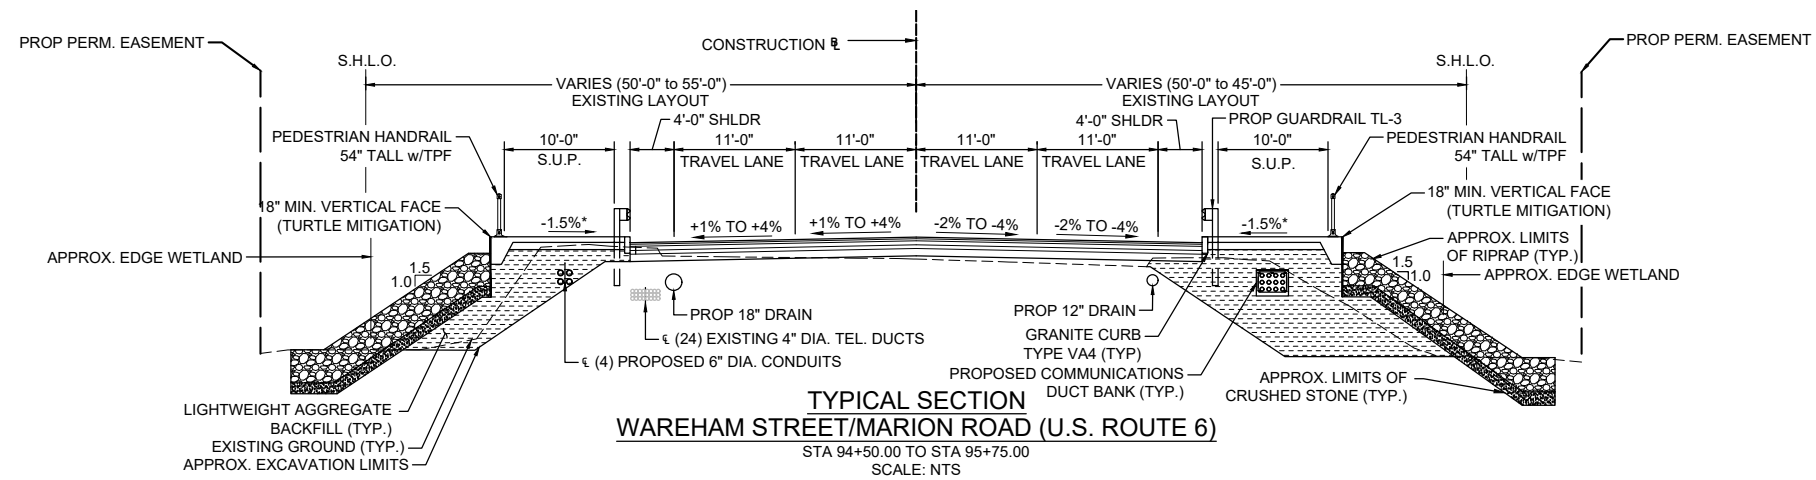 PROP PERM. EASEMENT
CONSTRUCTION ℄
PROP PERM. EASEMENT
S.H.L.O.
S.H.L.O.
VARIES (50'-0" to 55'-0")
EXISTING LAYOUT
VARIES (50'-0" to 45'-0")
EXISTING LAYOUT
4'-0" SHLDR
4'-0" SHLDR
PROP GUARDRAIL TL-3
PEDESTRIAN HANDRAIL
54" TALL w/TPF
10'-0"
S.U.P.
11'-0"
TRAVEL LANE
11'-0"
TRAVEL LANE
11'-0"
TRAVEL LANE
11'-0"
TRAVEL LANE
10'-0"
S.U.P.
PEDESTRIAN HANDRAIL
54" TALL w/TPF
18" MIN. VERTICAL FACE
(TURTLE MITIGATION)
-1.5%*
+1% TO +4%
+1% TO +4%
-2% TO -4%
-2% TO -4%
-1.5%*
18" MIN. VERTICAL FACE
(TURTLE MITIGATION)
APPROX. EDGE WETLAND
1.5
1.0
APPROX. LIMITS
OF RIPRAP (TYP.)
1.5
1.0
APPROX. EDGE WETLAND
PROP 18" DRAIN
℄ (24) EXISTING 4" DIA. TEL. DUCTS
℄ (4) PROPOSED 6" DIA. CONDUITS
PROP 12" DRAIN
GRANITE CURB
TYPE VA4 (TYP)
PROPOSED COMMUNICATIONS
DUCT BANK (TYP.)
APPROX. LIMITS OF
CRUSHED STONE (TYP.)
LIGHTWEIGHT AGGREGATE
BACKFILL (TYP.)
EXISTING GROUND (TYP.)
APPROX. EXCAVATION LIMITS
TYPICAL SECTION
WAREHAM STREET/MARION ROAD (U.S. ROUTE 6)
STA 94+50.00 TO STA 95+75.00
SCALE: NTS